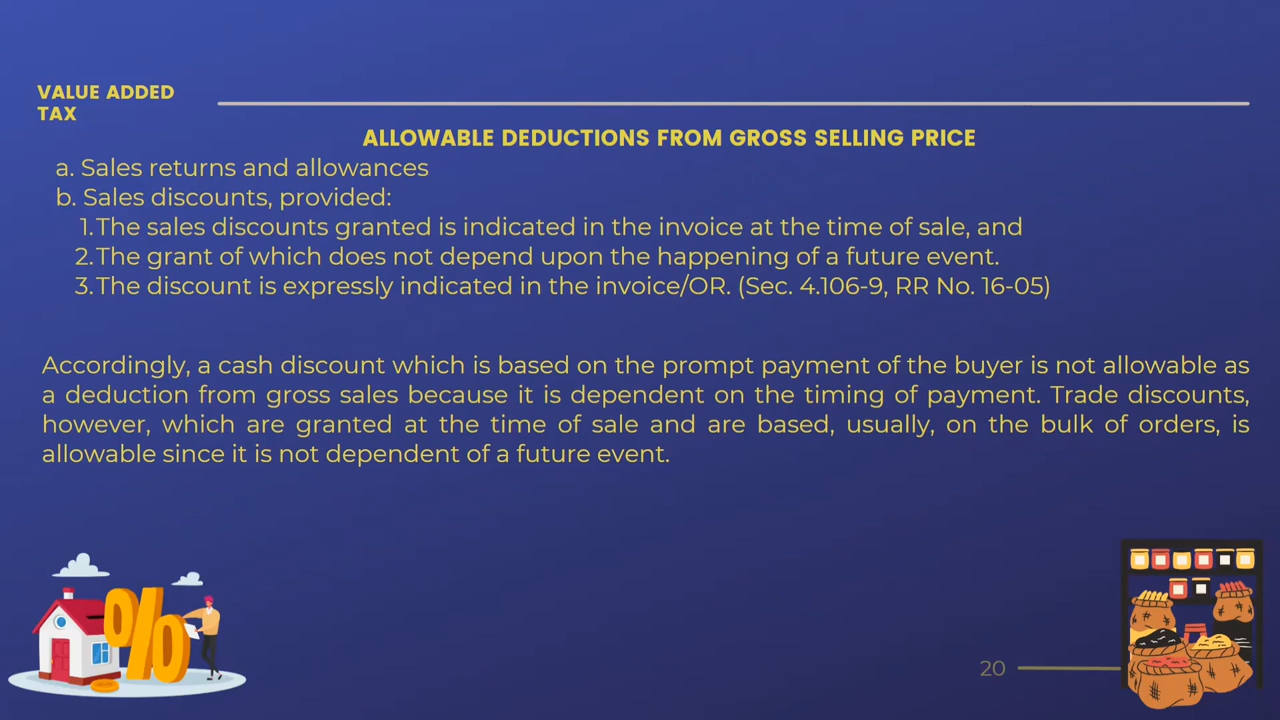 VALUE ADDED
TAX
ALLOWABLE DEDUCTIONS FROM GROSS SELLING PRICE
a. Sales returns and allowances
b. Sales discounts, provided:
1.The sales discounts granted is indicated in the invoice at the time of sale, and
2.The grant of which does not depend upon the happening of a future event.
3.The discount is expressly indicated in the invoice/OR. (Sec. 4.106-9, RR No. 16-05)
Accordingly, a cash discount which is based on the prompt payment of the buyer is not allowable as
a deduction from gross sales because it is dependent on the timing of payment. Trade discounts,
however, which are granted at the time of sale and are based, usually, on the bulk of orders, is
allowable since it is not dependent of a future event.
%
20